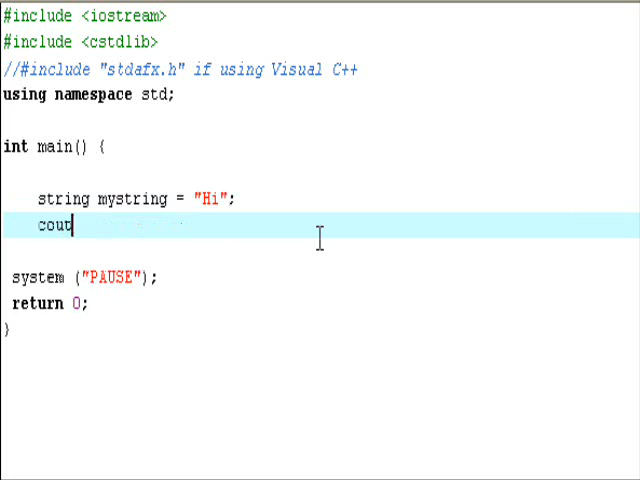 #include <iostream>
#include <cstdlib>
//#include "stdafx.h" if using Visual C++
using namespace std;
int main() {
string mystring = "Hi";
cout
system ("PAUSE");
return 0;
}